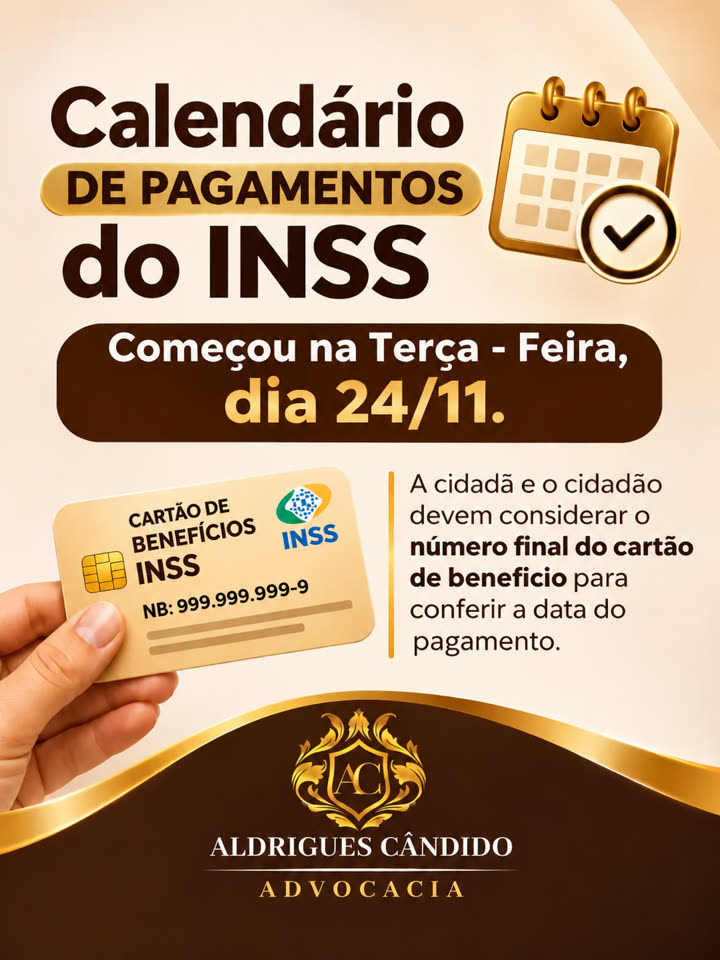 Calendário
DE PAGAMENTOS
do INSS
Começou na Terça - Feira,
dia 24/11.
CARTÃO DE
BENEFÍCIOS
INSS
INSS
NB: 999.999.999-9
A cidadã e o cidadão
devem considerar o
número final do cartão
de beneficio para
conferir a data do
pagamento.
AC
ALDRIGUES CÂNDIDO
ADVOCACIA